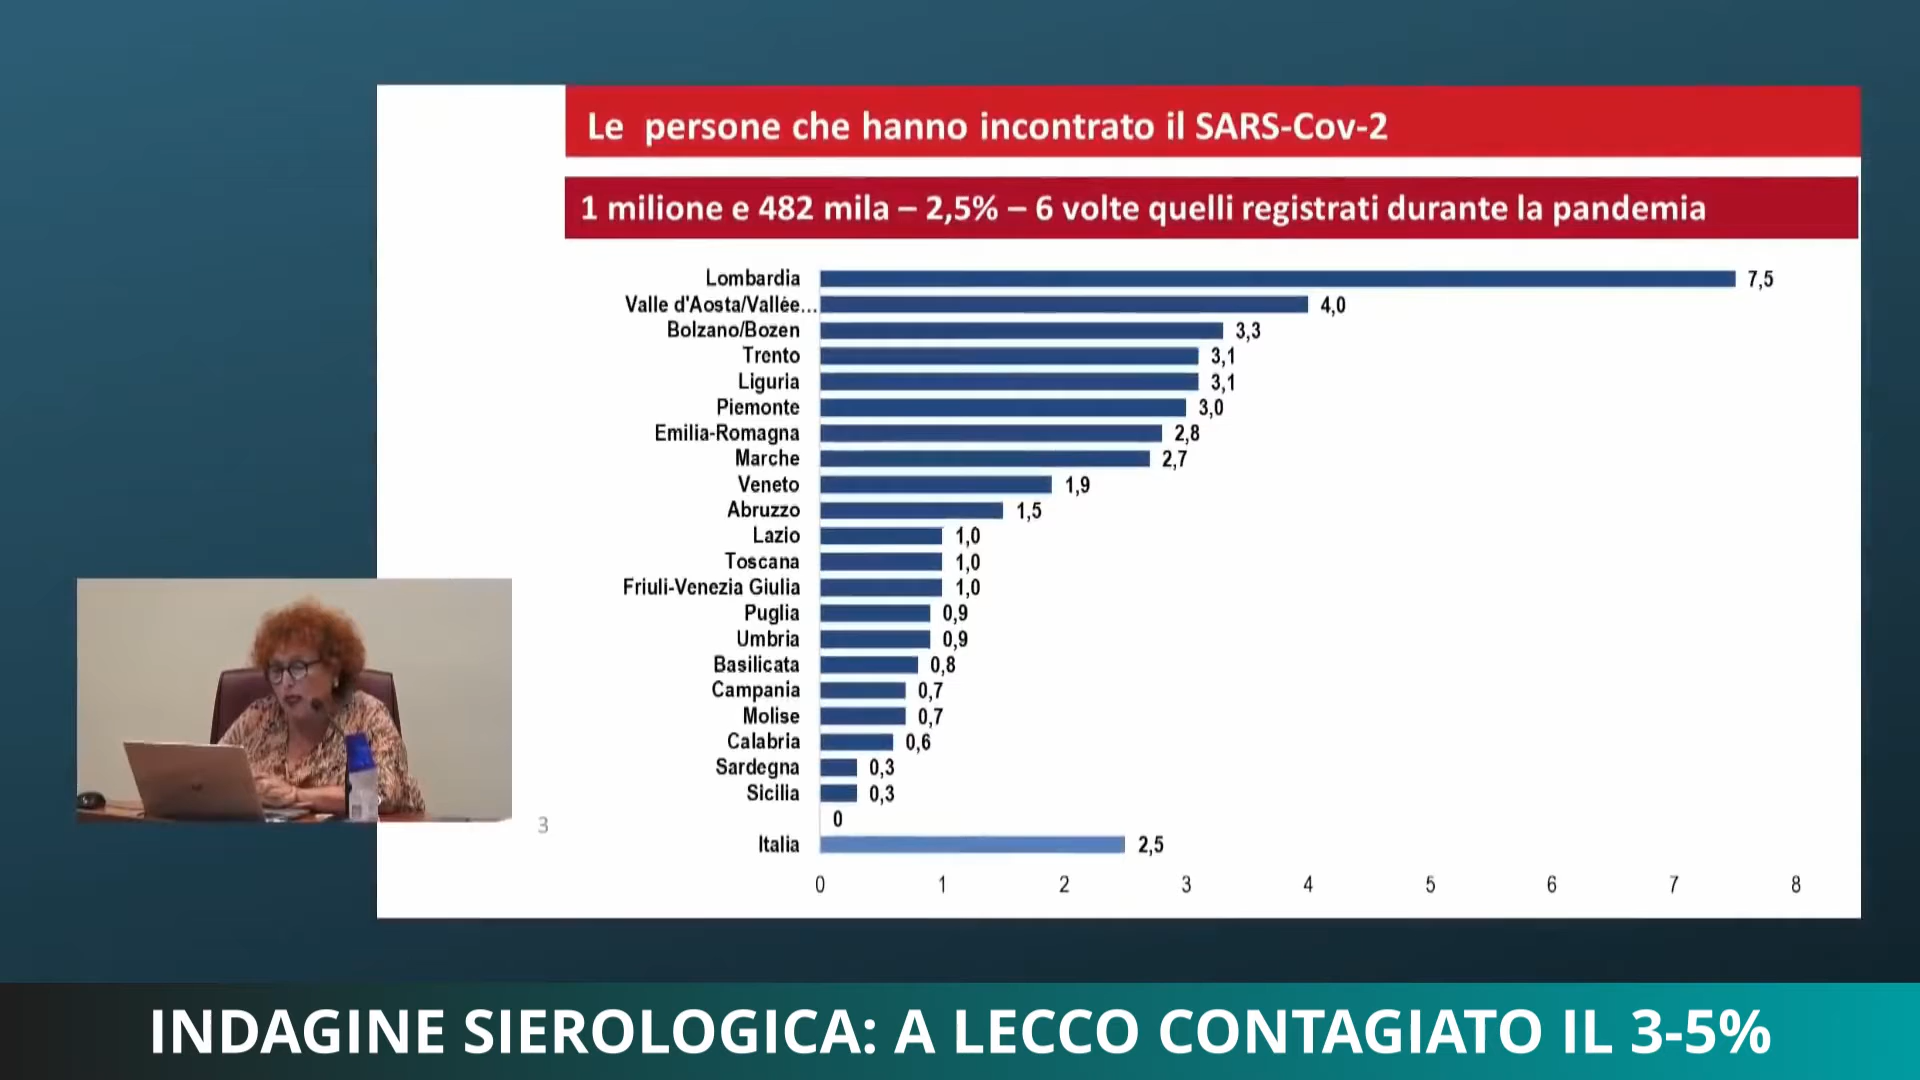 Le  persone che hanno incontrato il SARS-Cov-2
1 milione e 482 mila – 2,5% – 6 volte quelli registrati durante la pandemia
Lombardia 7,5
Valle d'Aosta/Vallée... 4,0
Bolzano/Bozen 3,3
Trento 3,1
Liguria 3,1
Piemonte 3,0
Emilia-Romagna 2,8
Marche 2,7
Veneto 1,9
Abruzzo 1,5
Lazio 1,0
Toscana 1,0
Friuli-Venezia Giulia 1,0
Puglia 0,9
Umbria 0,9
Basilicata 0,8
Campania 0,7
Molise 0,7
Calabria 0,6
Sardegna 0,3
Sicilia 0,3
0
Italia 2,5
0 1 2 3 4 5 6 7 8
3
INDAGINE SIEROLOGICA: A LECCO CONTAGIATO IL 3-5%